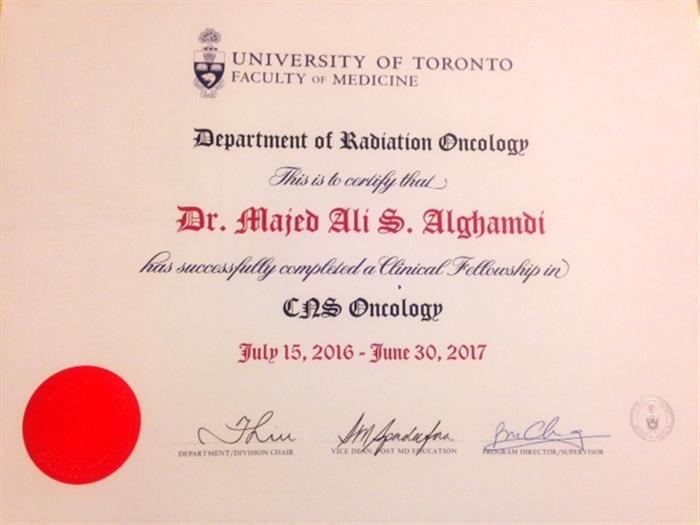 UNIVERSITY OF TORONTO
FACULTY OF MEDICINE
Department of Radiation Oncology
This is to certify that
Dr. Majed Ali S. Alghamdi
has successfully completed a Clinical Fellowship in
CNS Oncology
July 15, 2016 - June 30, 2017
DEPARTMENT/DIVISION CHAIR
VICE DEAN, POST MD EDUCATION
PROGRAM DIRECTOR/SUPERVISOR